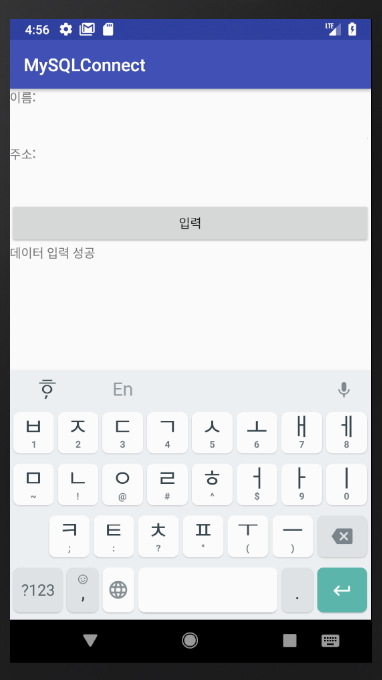 4:56 LTE
MySQLConnect
이름:
주소:
입력
데이터 입력 성공
ㅎ En
ㅂ ㅈ ㄷ ㄱ ㅅ ㅗ ㅐ ㅔ
1 2 3 4 5 6 7 8
ㅁ ㄴ ㅇ ㄹ ㅎ ㅓ ㅏ ㅣ
~ ! @ # ^ $ 9 0
ㅋ ㅌ ㅊ ㅍ ㅜ ㅡ
; : ? " ( )
?123 , .